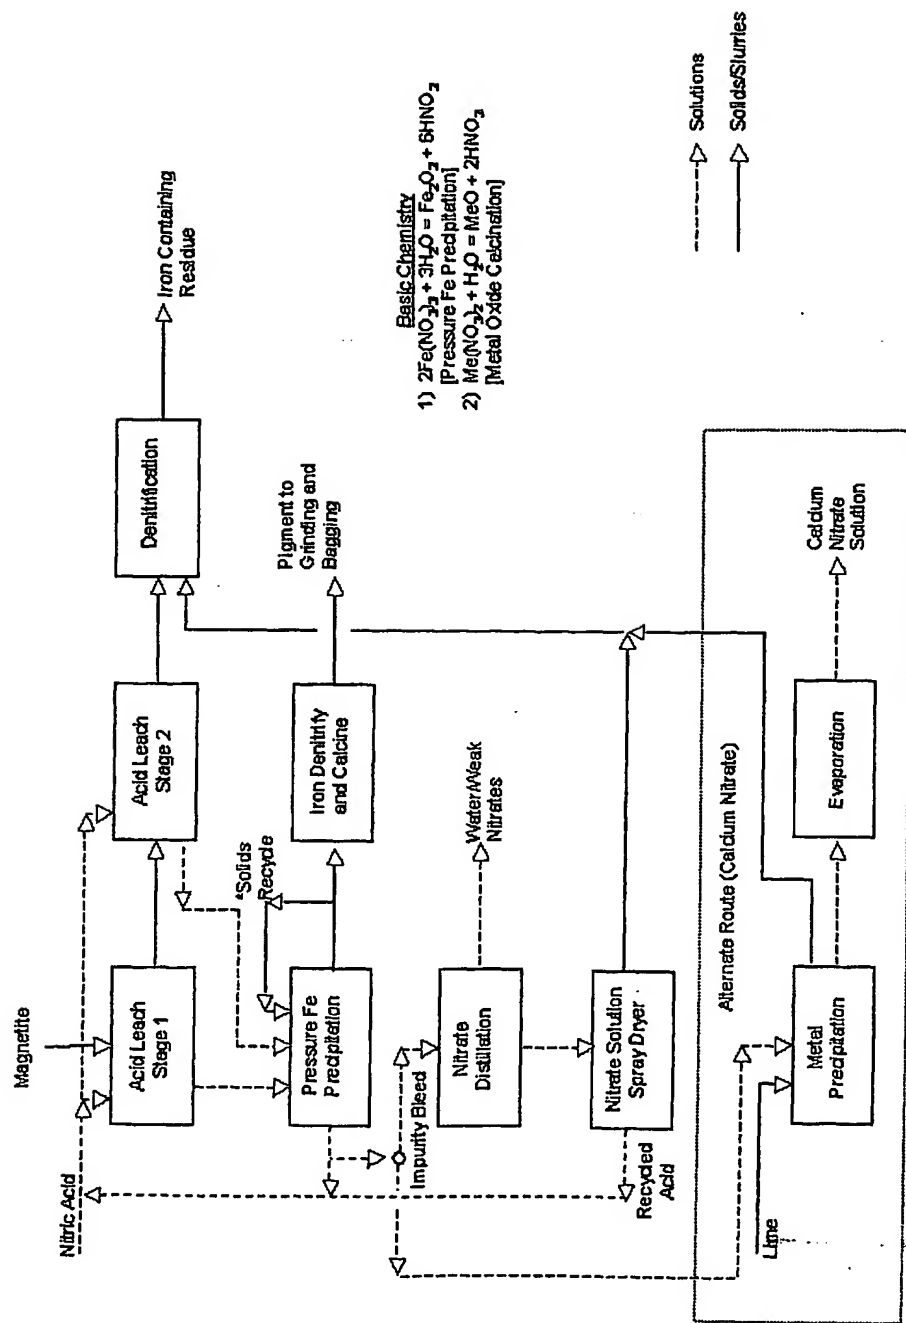 Magnetite
Nitric Acid
Acid Leach
Stage 1
Acid Leach
Stage 2
Denitrification
Iron Containing
Residue
*Solids
Recycle
Pressure Fe
Precipitation
Iron Denitrify
and Calcine
Pigment to
Grinding and
Bagging
Impurity Bleed
Nitrate
Distillation
Water/Weak
Nitrates
Nitrate Solution
Spray Dryer
Recycled
Acid
Basic Chemistry
1) 2Fe(NO₃)₃ + 3H₂O = Fe₂O₃ + 6HNO₃
[Pressure Fe Precipitation]
2) Me(NO₃)₂ + H₂O = MeO + 2HNO₃
[Metal Oxide Calcination]
Alternate Route (Calcium Nitrate)
Lime
Metal
Precipitation
Evaporation
Calcium
Nitrate
Solution
Solutions
Solids/Slurries